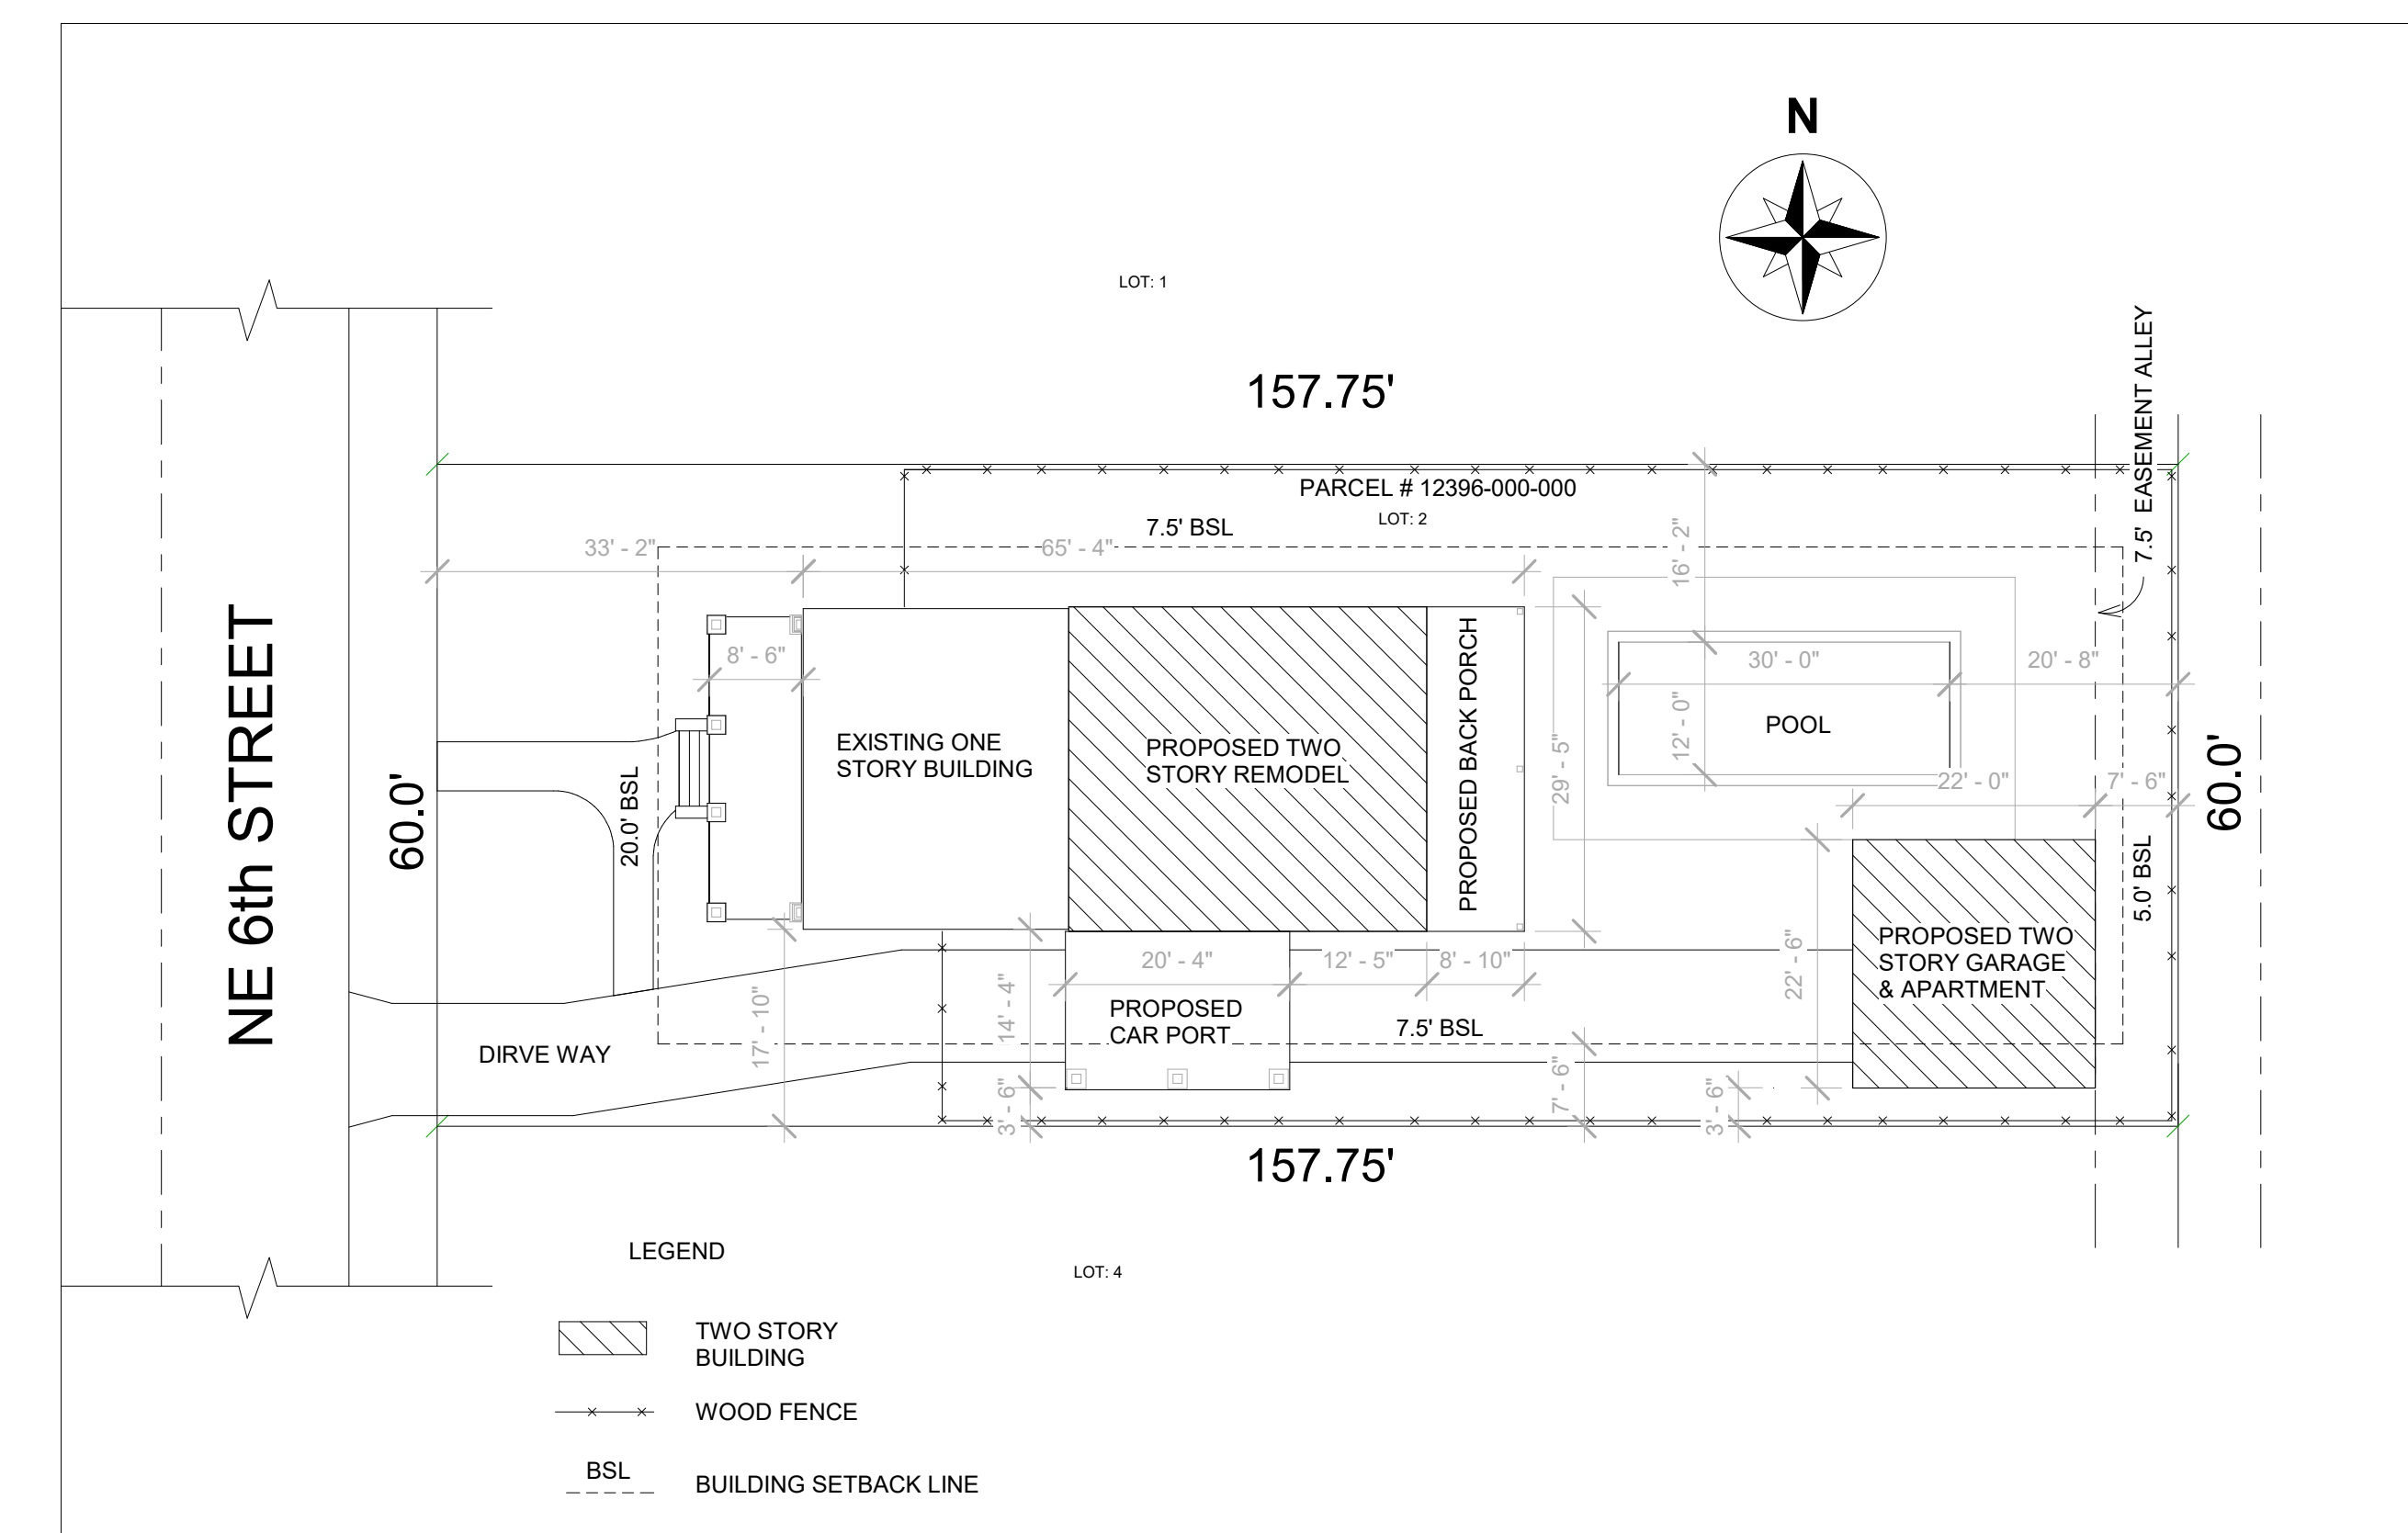 N
LOT: 1
157.75'
7.5' EASEMENT ALLEY
PARCEL # 12396-000-000
LOT: 2
7.5' BSL
33' - 2"
65' - 4"
16' - 2"
8' - 6"
30' - 0"
20' - 8"
12' - 0"
POOL
EXISTING ONE
STORY BUILDING
PROPOSED TWO
STORY REMODEL
PROPOSED BACK PORCH
29' - 5"
22' - 0"
7' - 6"
NE 6th STREET
60.0'
20.0' BSL
60.0'
5.0' BSL
PROPOSED TWO
STORY GARAGE
& APARTMENT
22' - 6"
20' - 4"
12' - 5"
8' - 10"
PROPOSED
CAR PORT
7.5' BSL
17' - 10"
14' - 4"
DIRVE WAY
3' - 6"
7' - 6"
3' - 6"
157.75'
LEGEND
LOT: 4
TWO STORY
BUILDING
WOOD FENCE
BSL
BUILDING SETBACK LINE